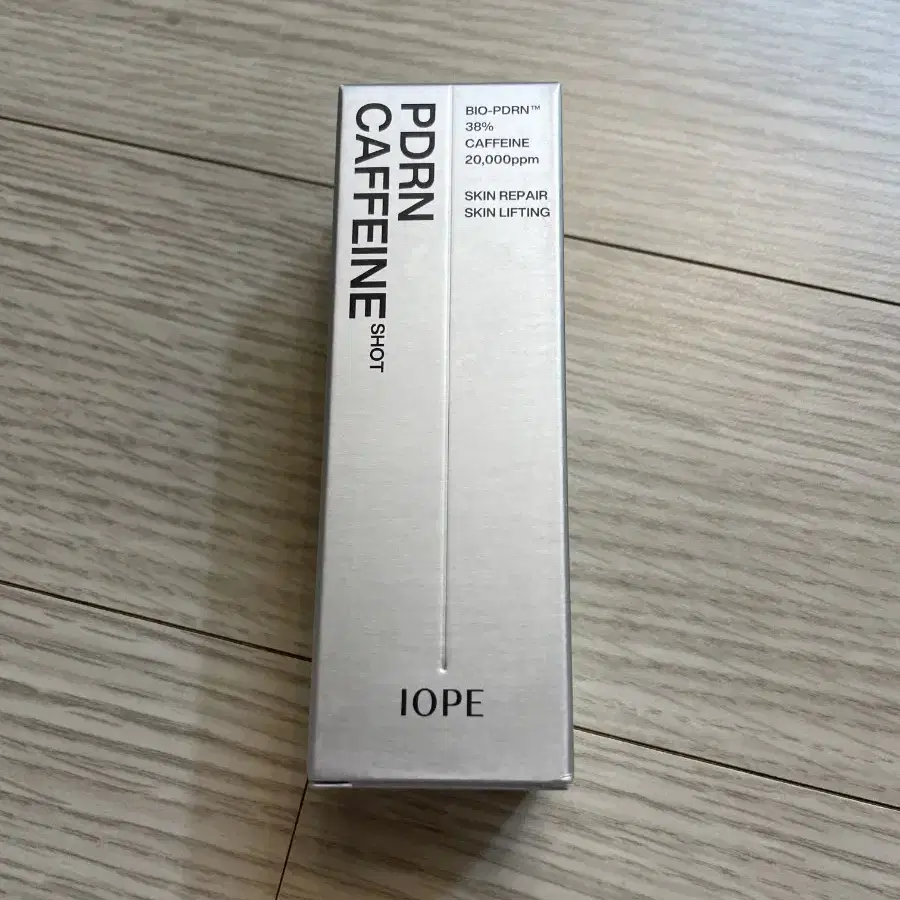 PDRN
CAFFEINE SHOT
BIO-PDRN™
38%
CAFFEINE
20,000ppm
SKIN REPAIR
SKIN LIFTING
IOPE